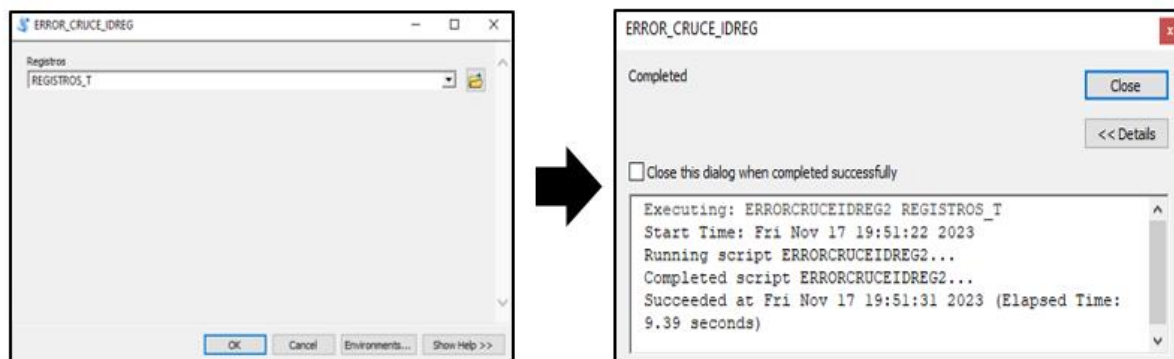 ERROR_CRUCE_IDREG
Registros
REGISTROS_T
OK Cancel Environments... Show Help >>
ERROR_CRUCE_IDREG
Completed
Close
<< Details
Close this dialog when completed successfully
Executing: ERRORCRUCEIDREG2 REGISTROS_T
Start Time: Fri Nov 17 19:51:22 2023
Running script ERRORCRUCEIDREG2...
Completed script ERRORCRUCEIDREG2...
Succeeded at Fri Nov 17 19:51:31 2023 (Elapsed Time:
9.39 seconds)